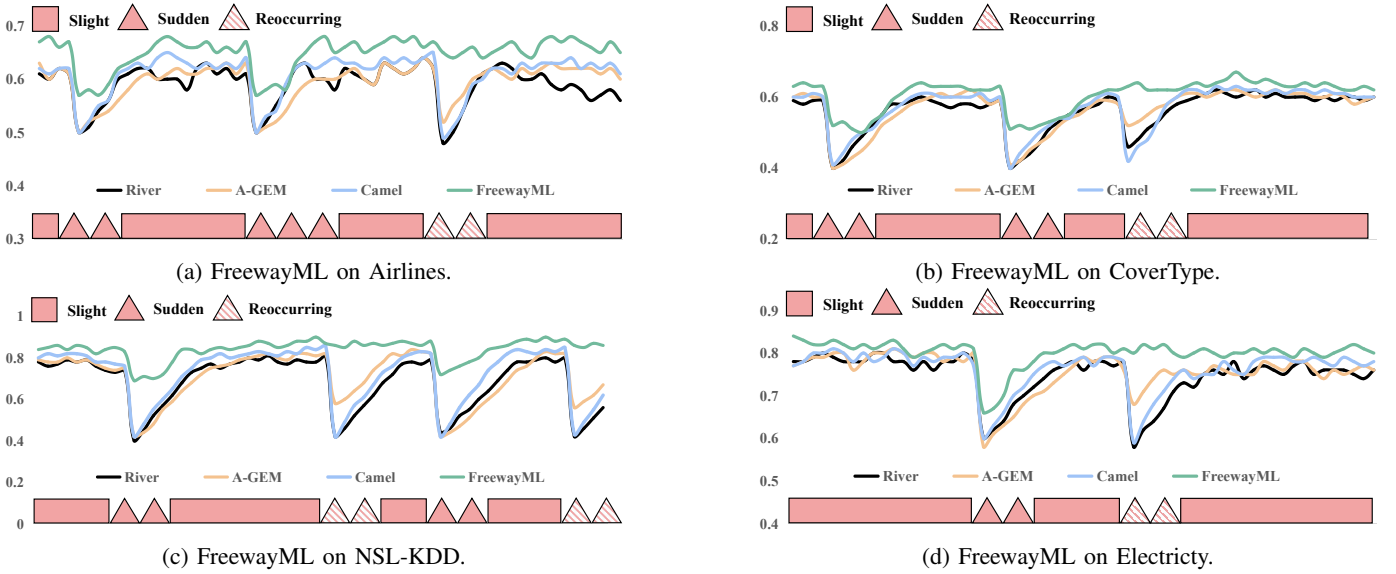 0.7
Slight Sudden Reoccurring
0.6
0.5
0.4
River A-GEM Camel FreewayML
0.3
(a) FreewayML on Airlines.
0.8
Slight Sudden Reoccurring
0.6
0.4
River A-GEM Camel FreewayML
0.2
(b) FreewayML on CoverType.
1
Slight Sudden Reoccurring
0.8
0.6
0.4
River A-GEM Camel FreewayML
0.2
0
(c) FreewayML on NSL-KDD.
0.9
Slight Sudden Reoccurring
0.8
0.7
0.6
River A-GEM Camel FreewayML
0.5
0.4
(d) FreewayML on Electricty.